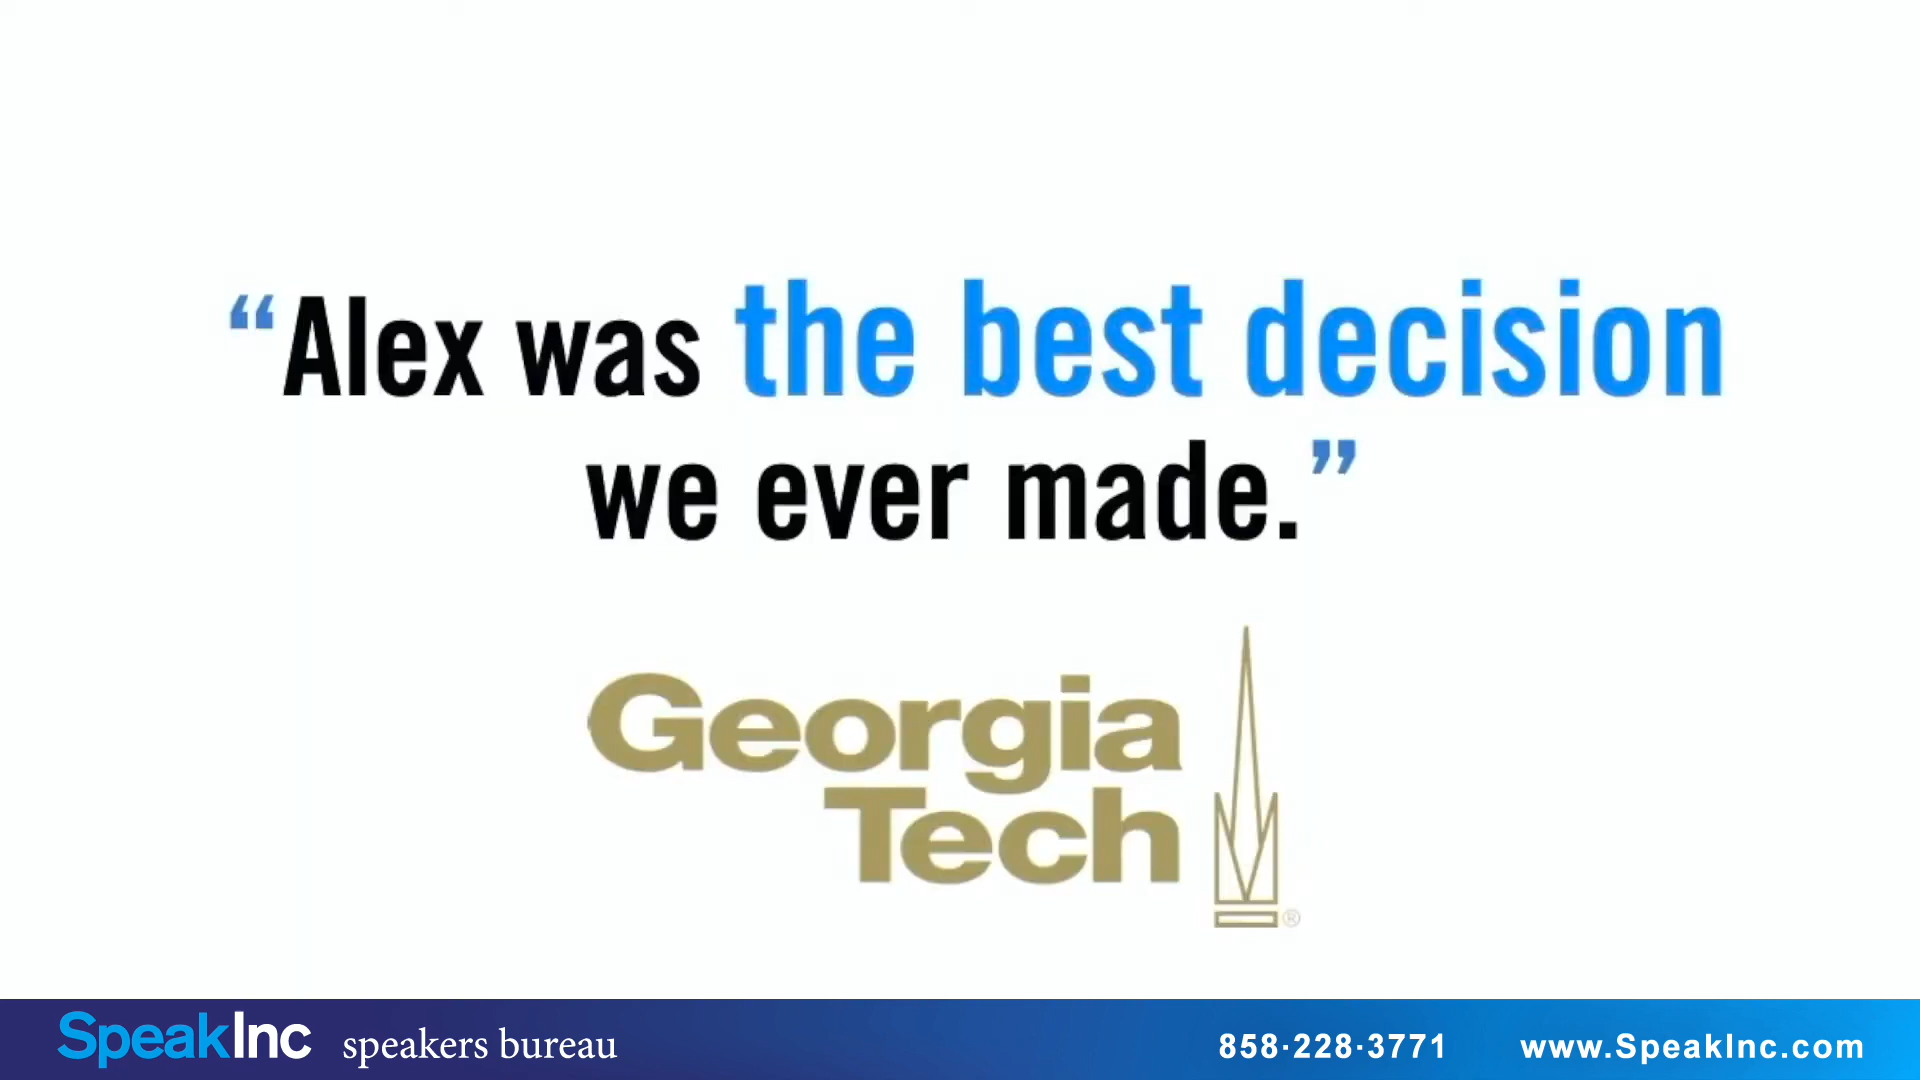 “Alex was the best decision
we ever made.”
Georgia
Tech
®
SpeakInc speakers bureau 858·228·3771 www.SpeakInc.com